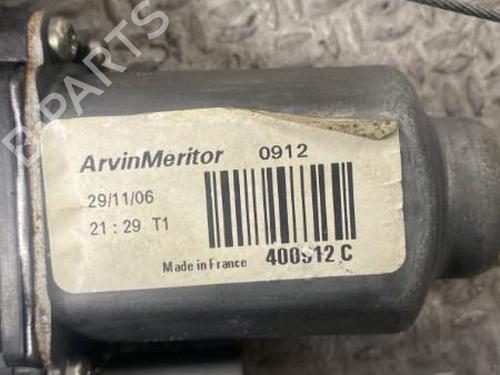 B-PARTS
ArvinMeritor 0912
29/11/06
21:29 T1
Made in France 400912 C